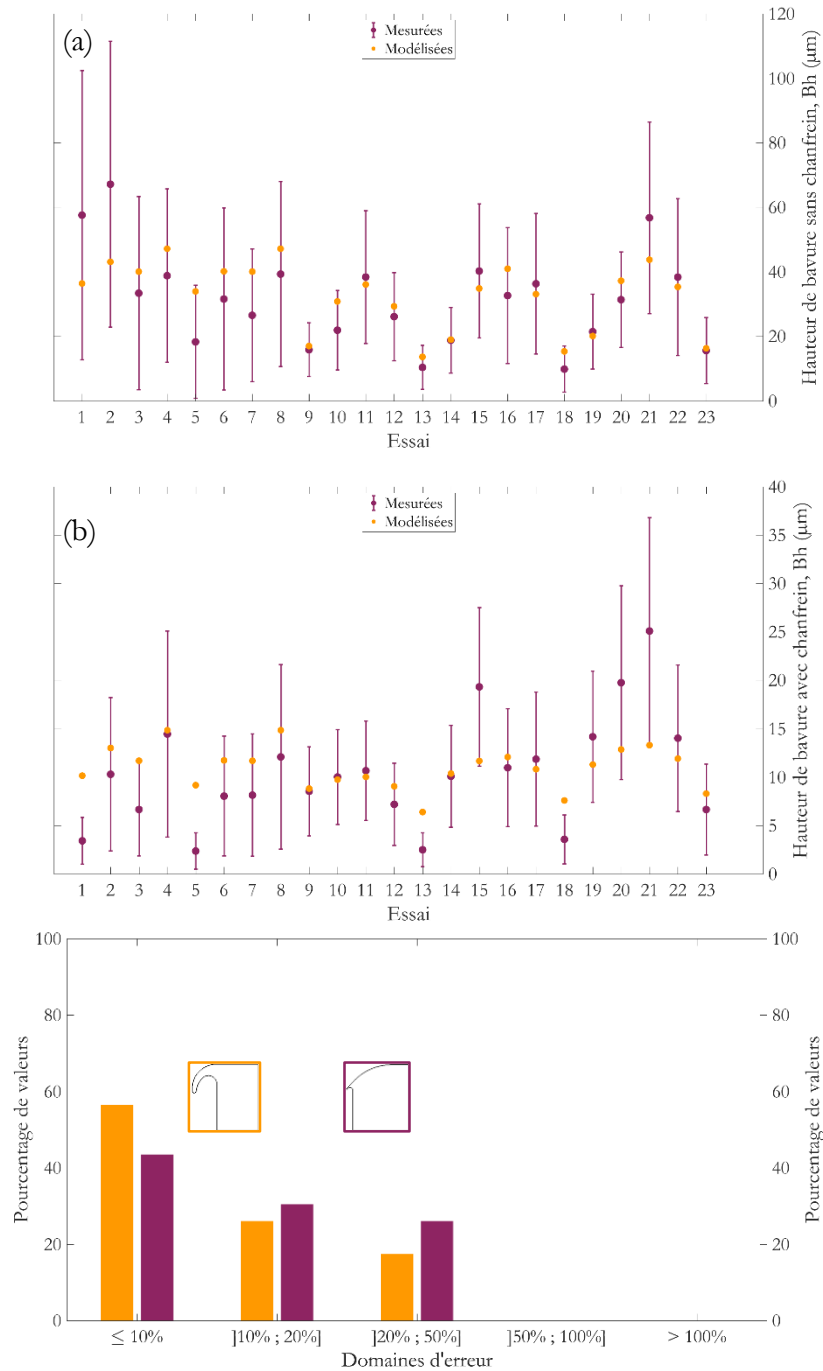 (a)
Mesurées
Modélisées
120
100
80
60
40
20
0
Hauteur de bavure sans chanfrein, Bh (µm)
1 2 3 4 5 6 7 8 9 10 11 12 13 14 15 16 17 18 19 20 21 22 23
Essai
(b)
Mesurées
Modélisées
40
35
30
25
20
15
10
5
0
Hauteur de bavure avec chanfrein, Bh (µm)
1 2 3 4 5 6 7 8 9 10 11 12 13 14 15 16 17 18 19 20 21 22 23
Essai
100
80
60
40
20
0
Pourcentage de valeurs
100
80
60
40
20
0
Pourcentage de valeurs
≤ 10% ]10% ; 20%] ]20% ; 50%] ]50% ; 100%] > 100%
Domaines d'erreur